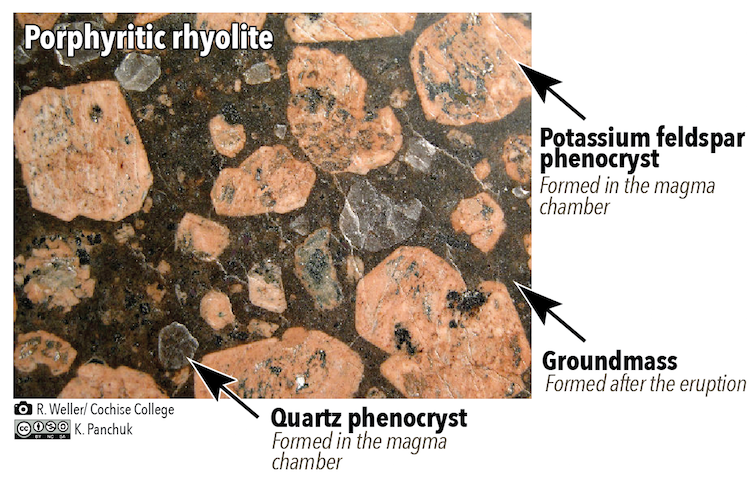 Porphyritic rhyolite
Potassium feldspar
phenocryst
Formed in the magma
chamber
Groundmass
Formed after the eruption
R. Weller/ Cochise College
CC BY NC SA K. Panchuk
Quartz phenocryst
Formed in the magma
chamber